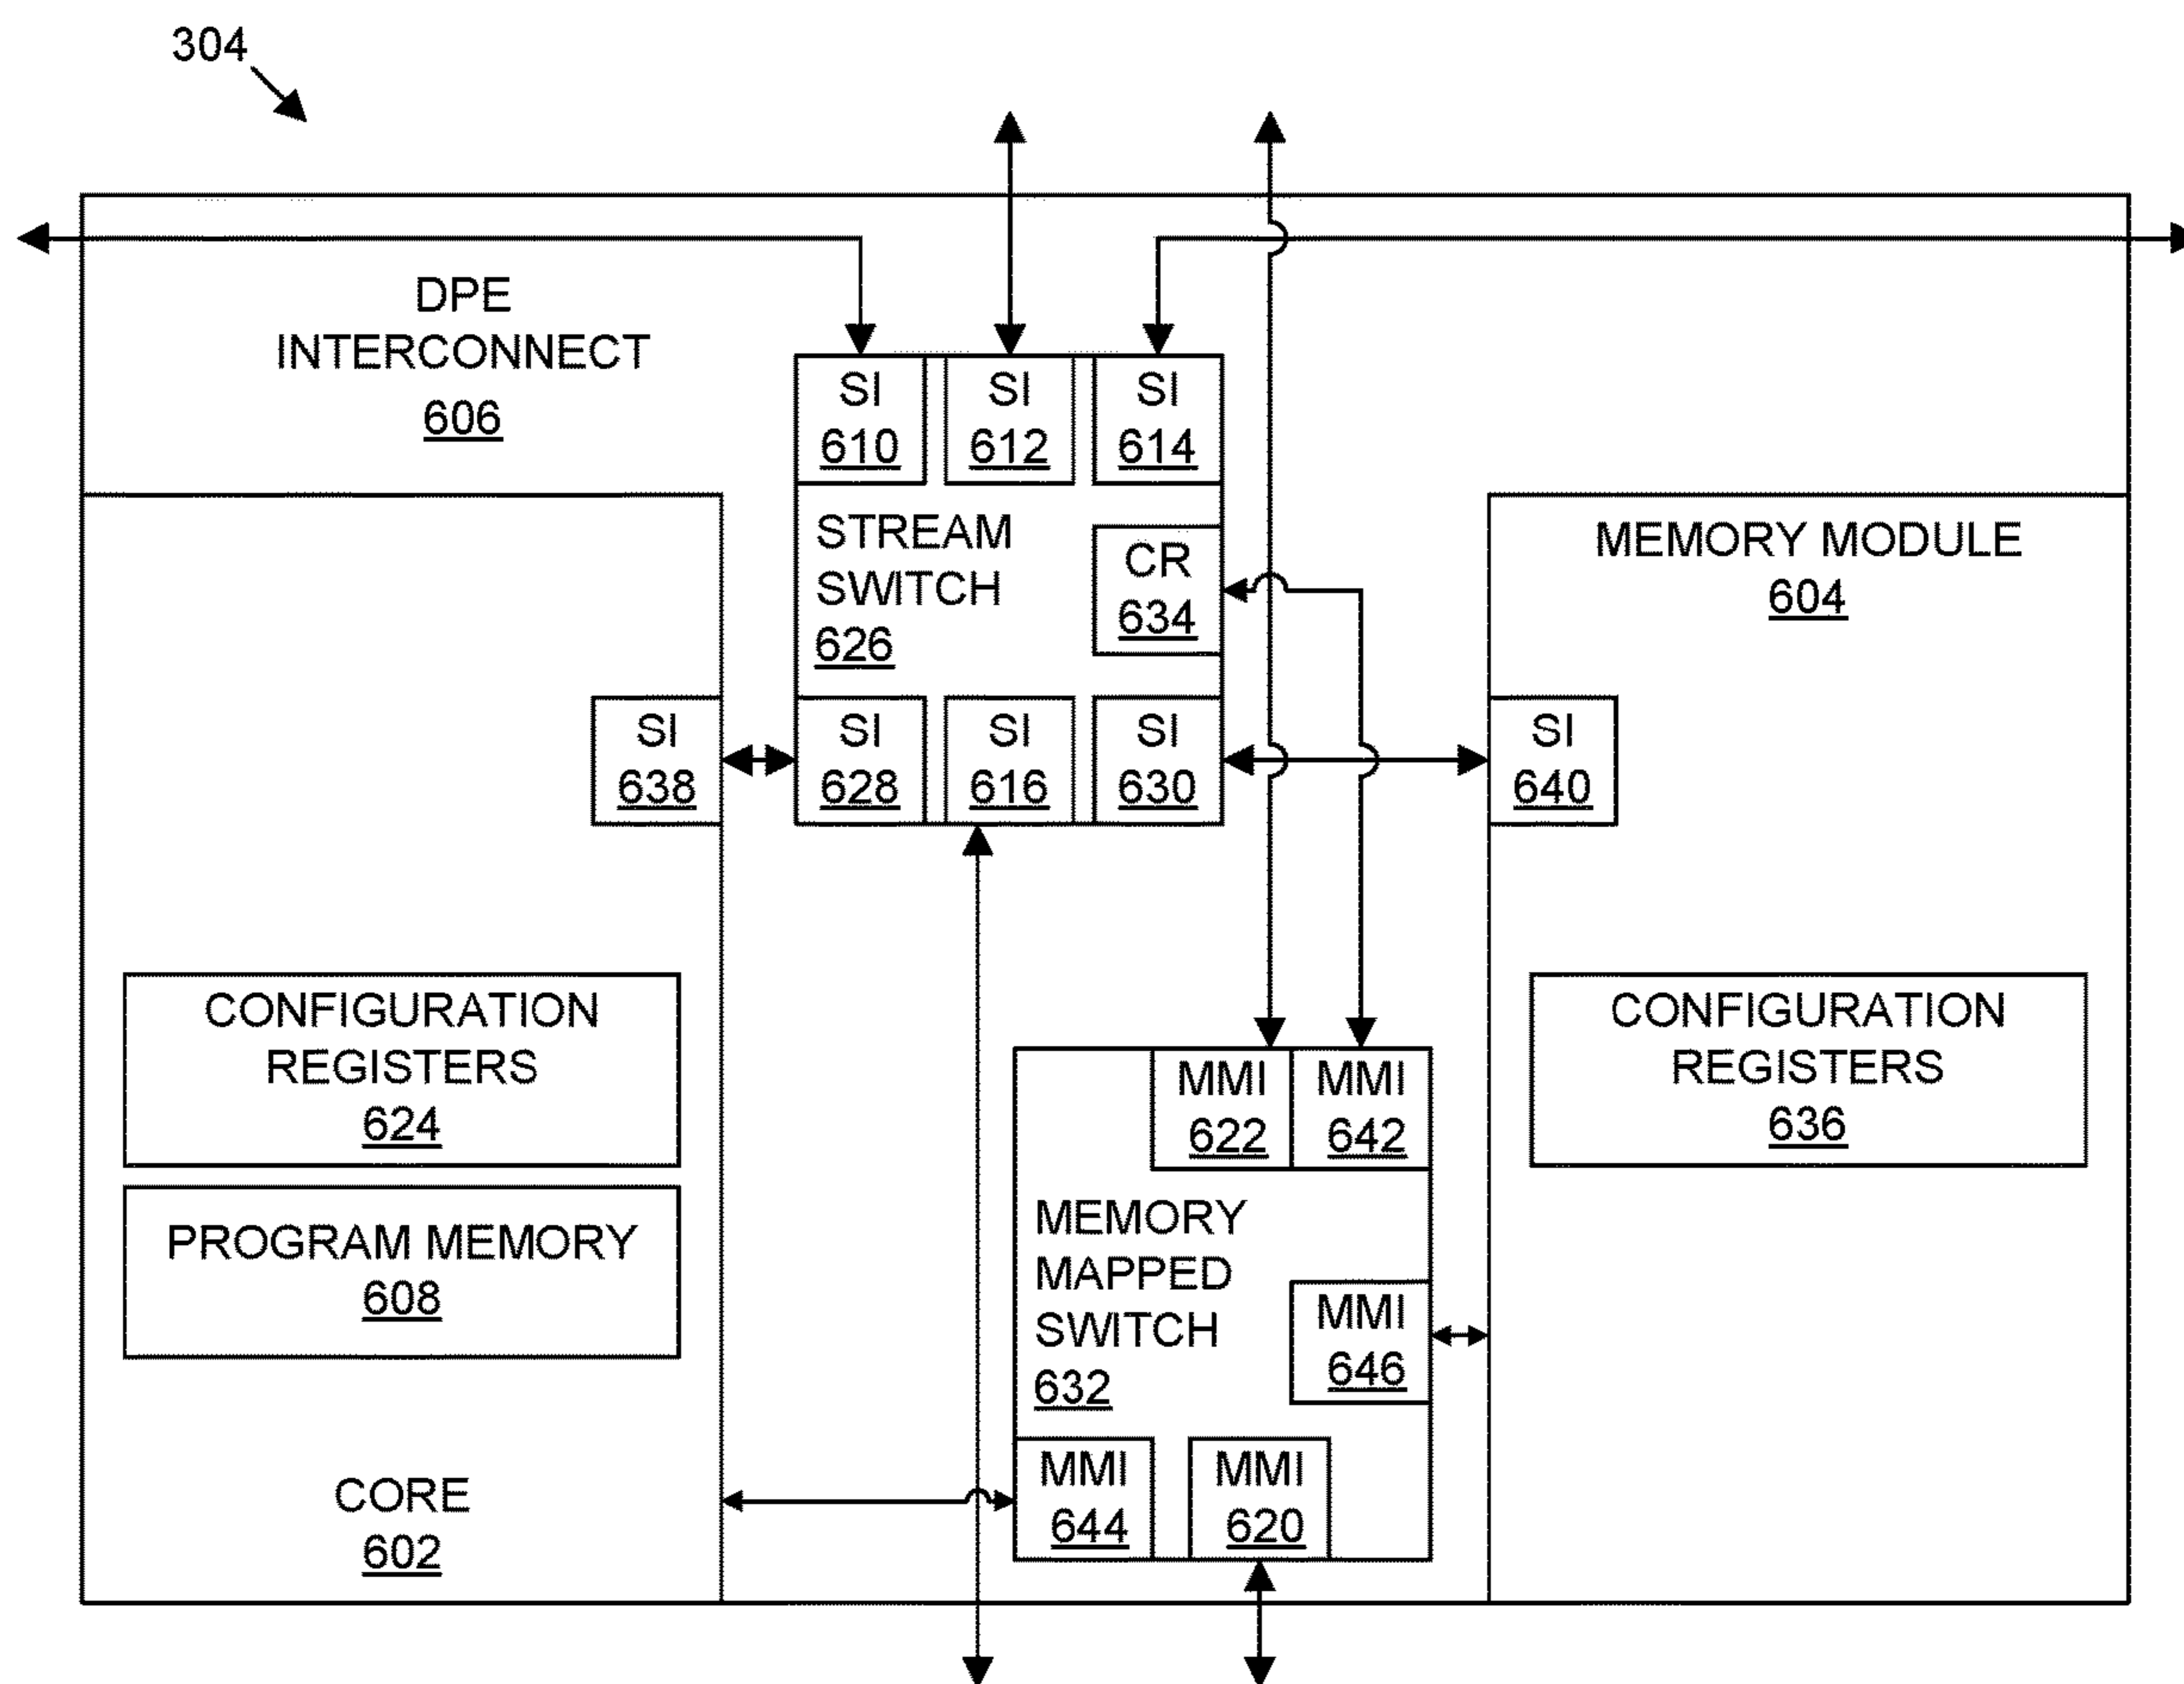 304
DPE
INTERCONNECT
606
SI
610
SI
612
SI
614
STREAM
SWITCH
626
CR
634
SI
628
SI
616
SI
630
SI
638
SI
640
MEMORY MODULE
604
CONFIGURATION
REGISTERS
624
PROGRAM MEMORY
608
CORE
602
MMI
622
MMI
642
MEMORY
MAPPED
SWITCH
632
MMI
646
MMI
644
MMI
620
CONFIGURATION
REGISTERS
636